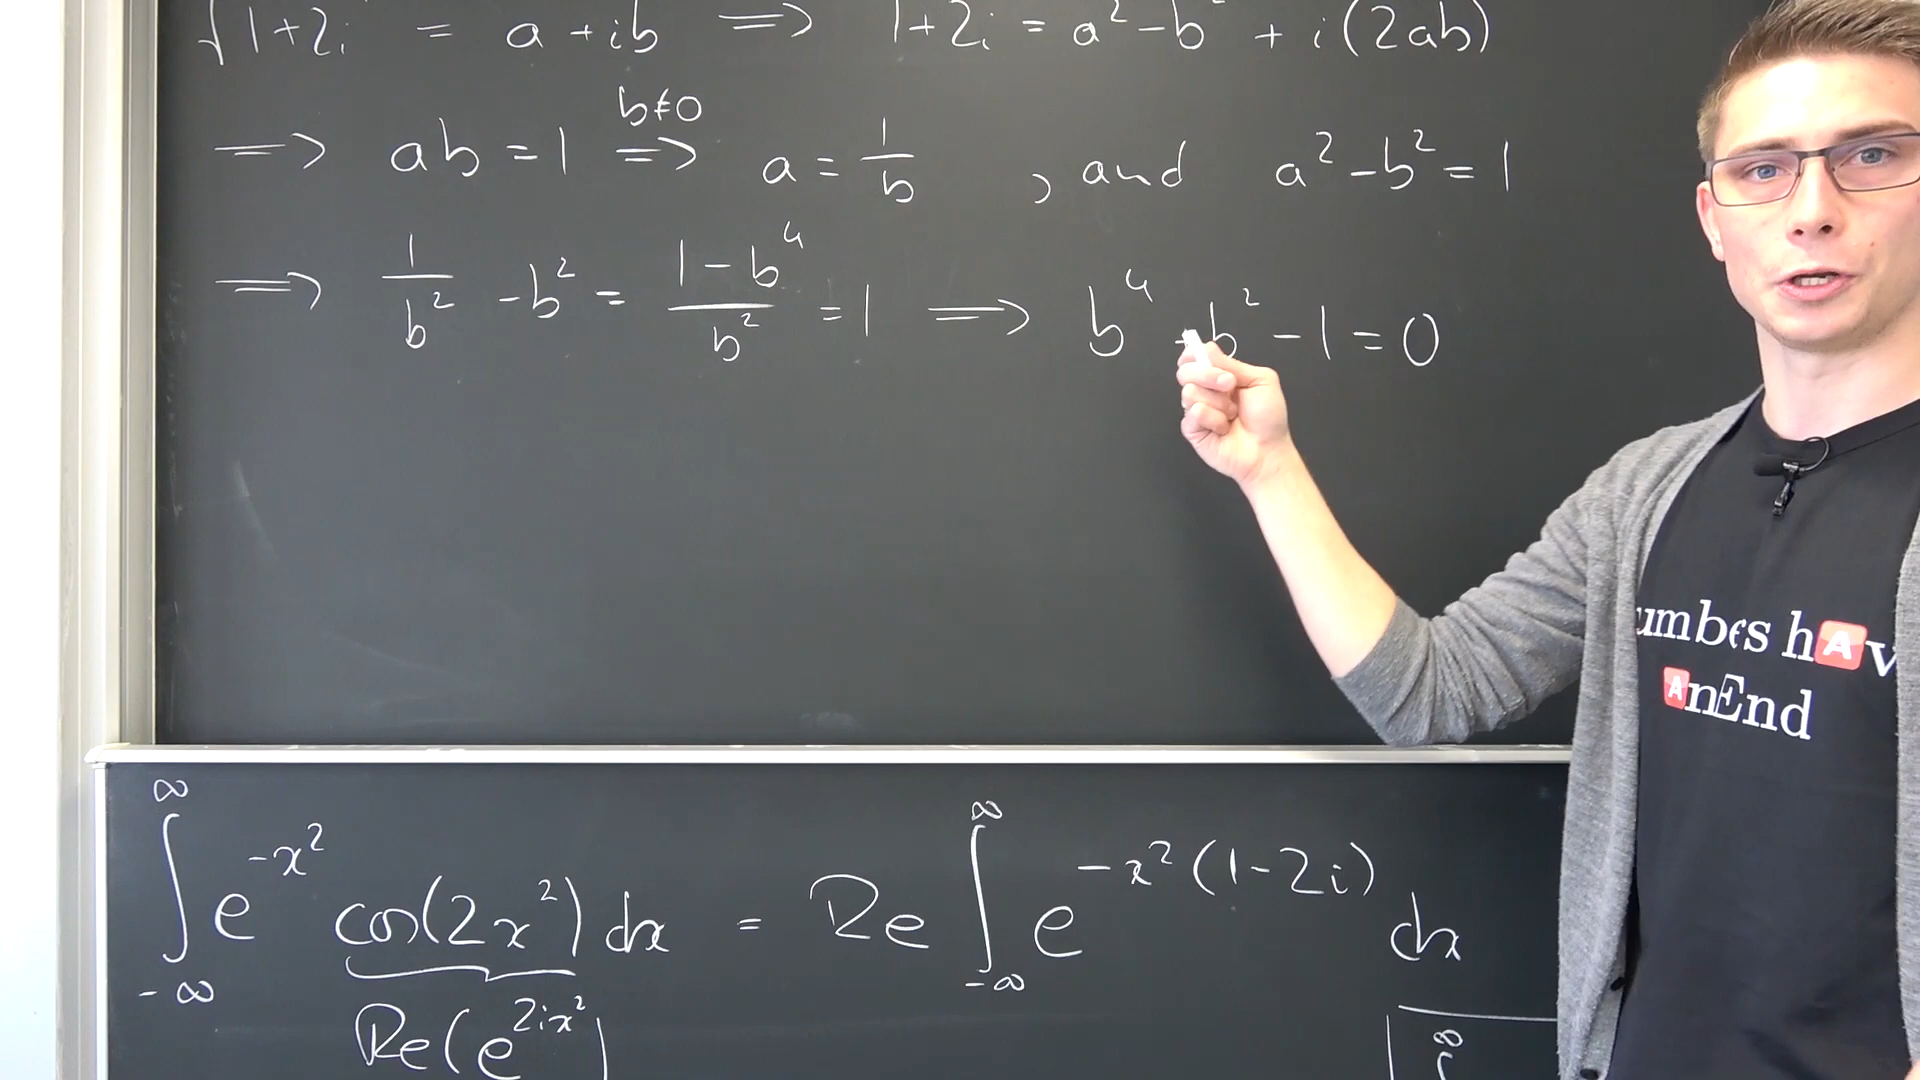 √1+2i = a+ib ⟹ 1+2i = a²-b² + i(2ab)
⟹ ab=1 ⟹ (b≠0) a = 1/b , and a²-b²=1
⟹ 1/b² -b² = (1-b⁴)/b² = 1 ⟹ b⁴ -b² -1=0
umbers hAv
AnEnd
∫_{-∞}^{∞} e^{-x²} cos(2x²) dx = Re ∫_{-∞}^{∞} e^{-x²(1-2i)} dx
Re(e^{2ix²})
∞